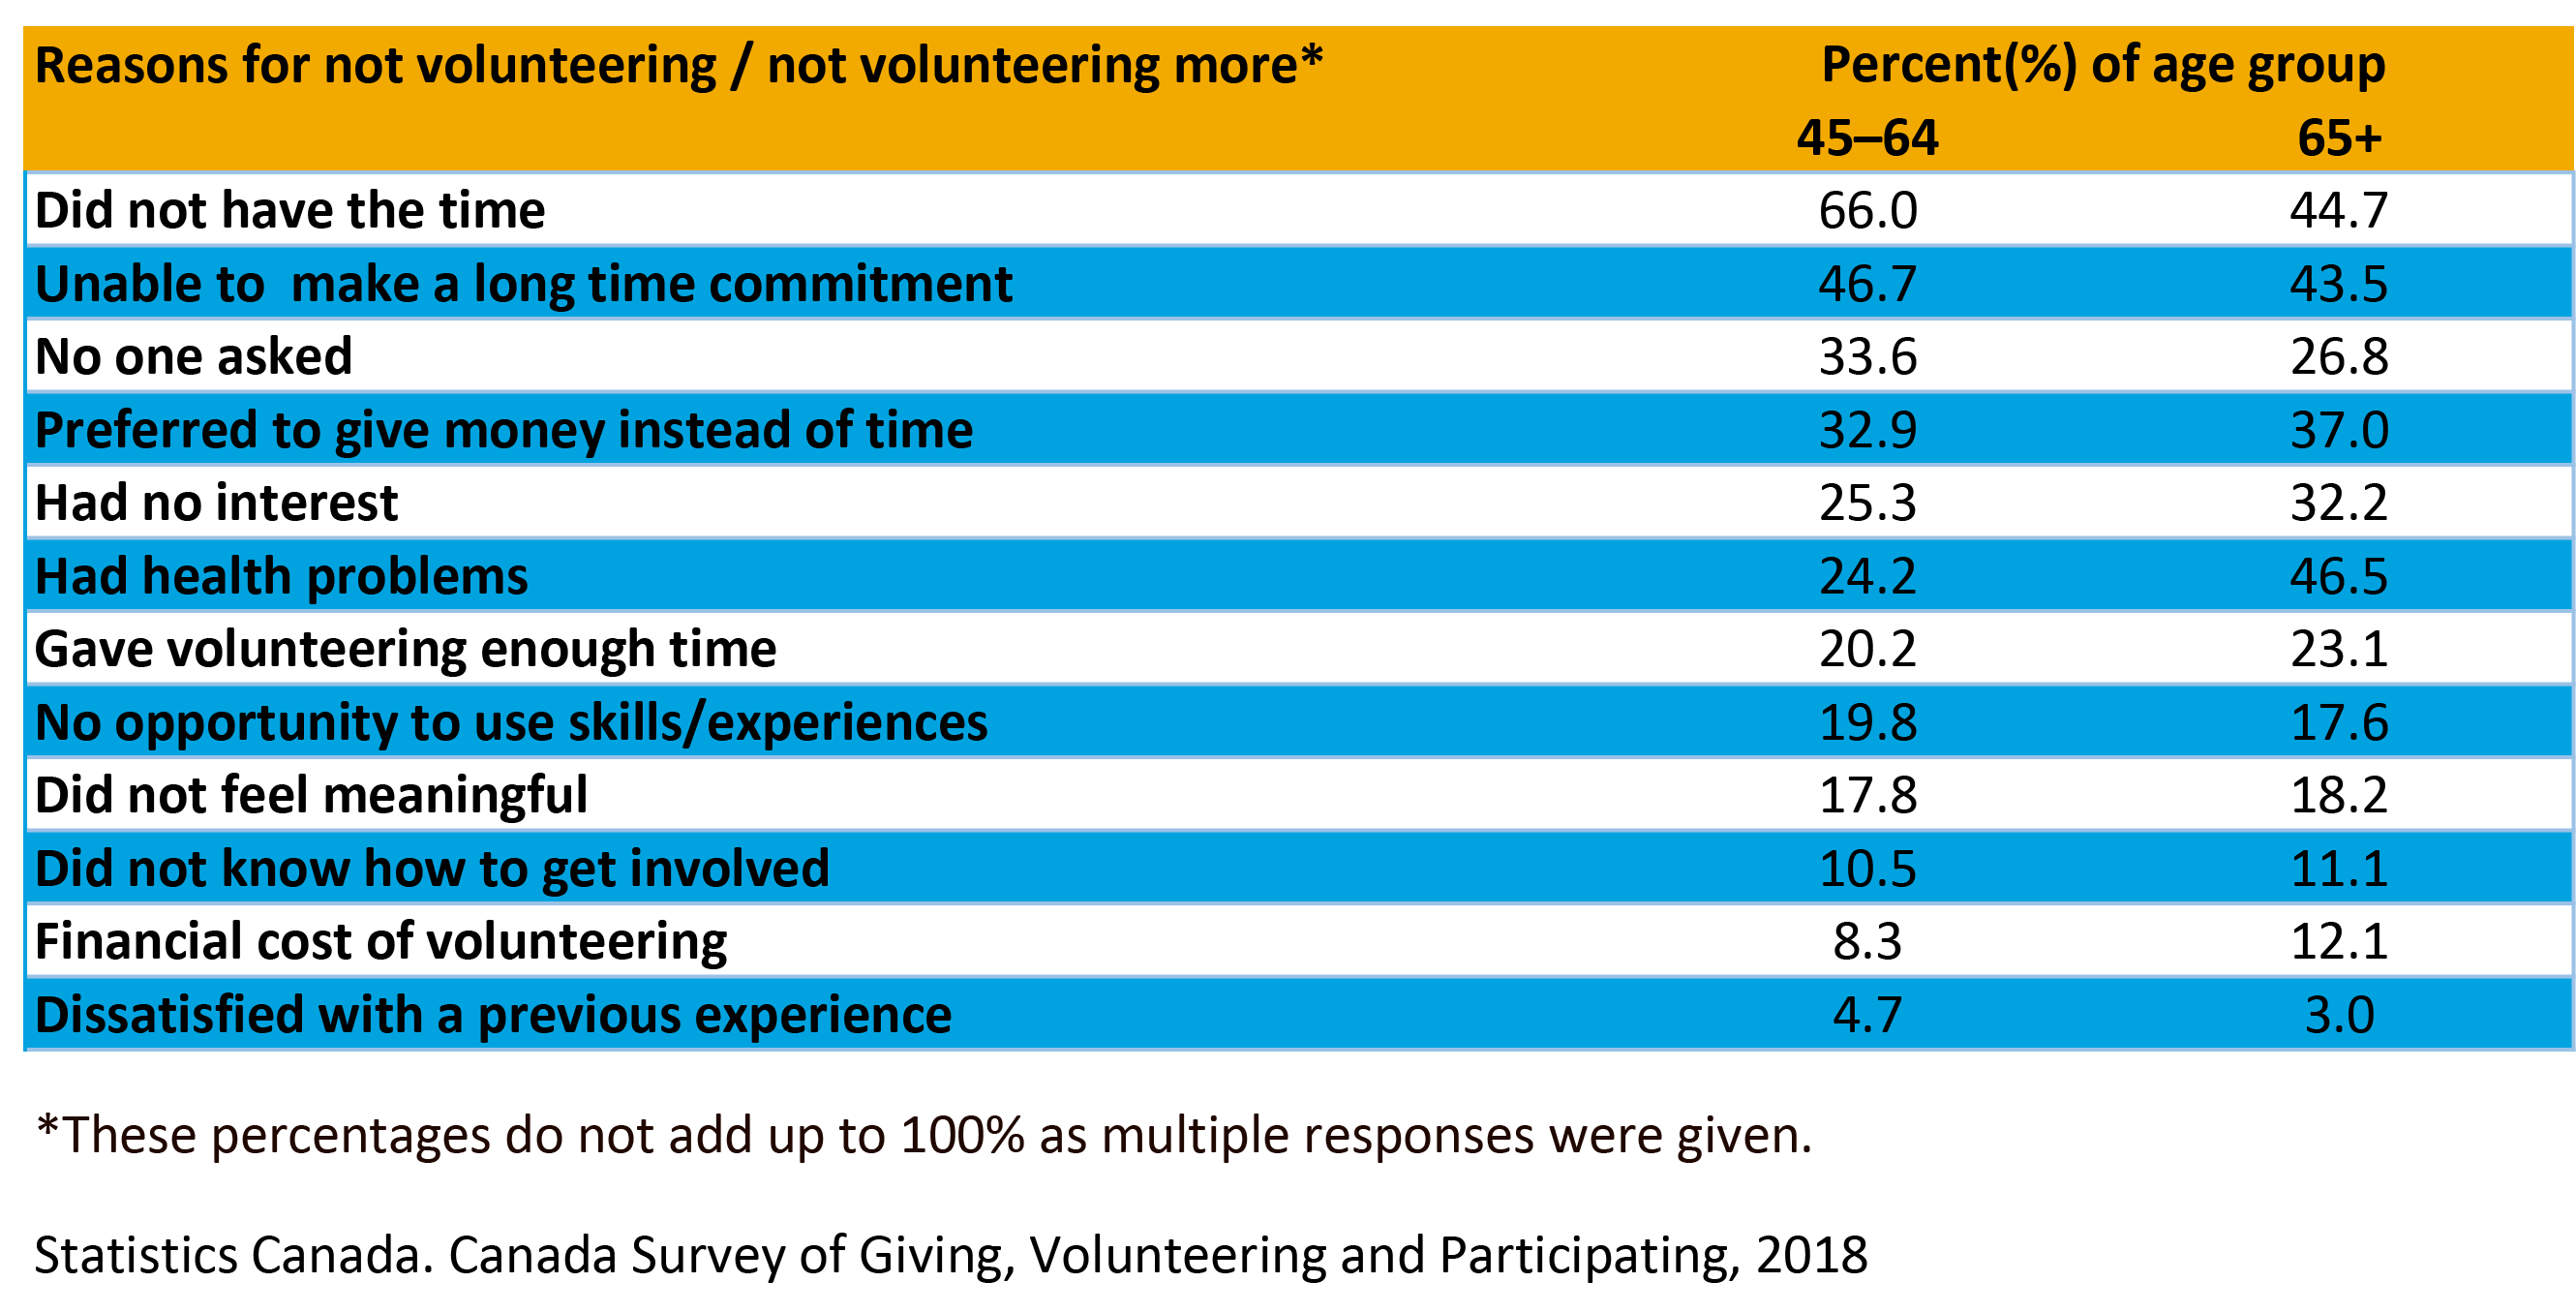 Reasons for not volunteering / not volunteering more* Percent(%) of age group
45–64 65+
Did not have the time 66.0 44.7
Unable to make a long time commitment 46.7 43.5
No one asked 33.6 26.8
Preferred to give money instead of time 32.9 37.0
Had no interest 25.3 32.2
Had health problems 24.2 46.5
Gave volunteering enough time 20.2 23.1
No opportunity to use skills/experiences 19.8 17.6
Did not feel meaningful 17.8 18.2
Did not know how to get involved 10.5 11.1
Financial cost of volunteering 8.3 12.1
Dissatisfied with a previous experience 4.7 3.0
*These percentages do not add up to 100% as multiple responses were given.
Statistics Canada. Canada Survey of Giving, Volunteering and Participating, 2018